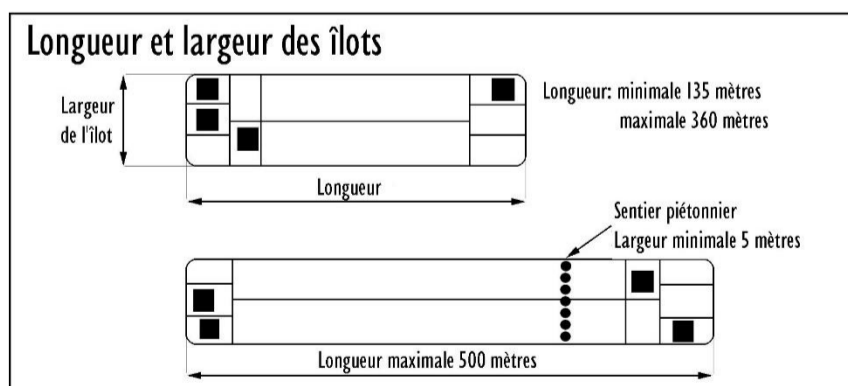 Longueur et largeur des îlots
Largeur
de l'îlot
Longueur: minimale 135 mètres
maximale 360 mètres
Longueur
Sentier piétonnier
Largeur minimale 5 mètres
Longueur maximale 500 mètres